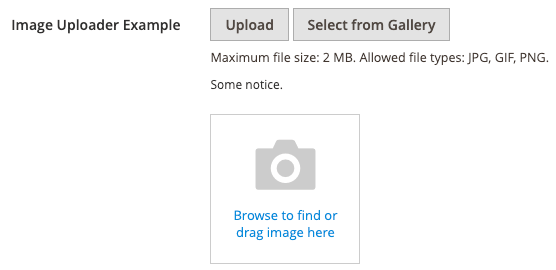 Image Uploader Example
Upload
Select from Gallery
Maximum file size: 2 MB. Allowed file types: JPG, GIF, PNG.
Some notice.
Browse to find or
drag image here